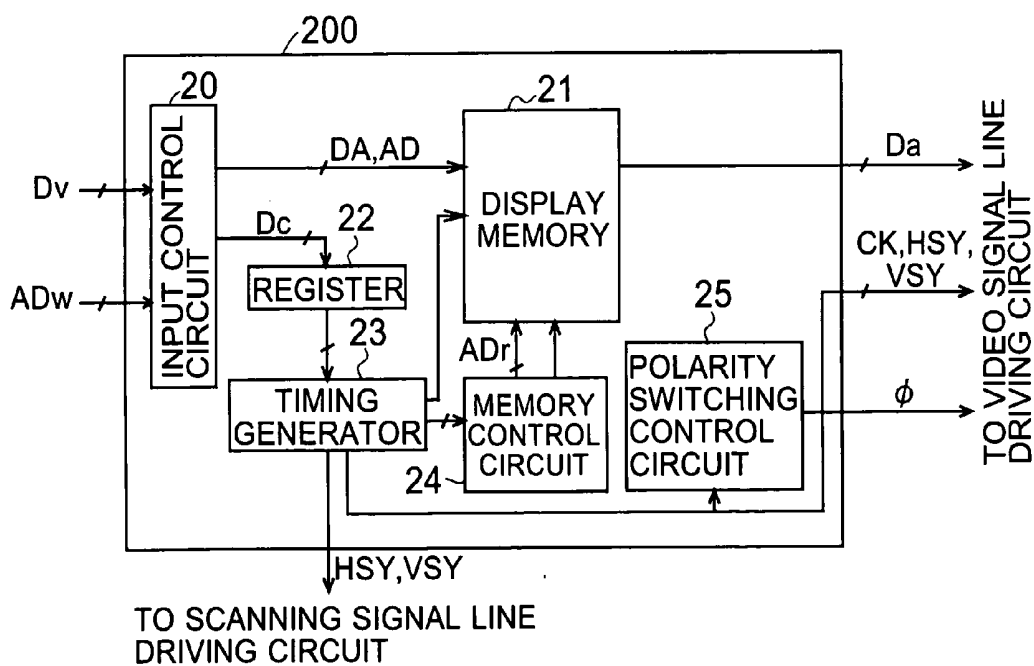 200
20
INPUT CONTROL
CIRCUIT
Dv
ADw
DA,AD
Dc
22
REGISTER
23
TIMING
GENERATOR
21
DISPLAY
MEMORY
ADr
MEMORY
CONTROL
CIRCUIT
24
25
POLARITY
SWITCHING
CONTROL
CIRCUIT
Da
CK,HSY,
VSY
ϕ
TO VIDEO SIGNAL LINE
DRIVING CIRCUIT
HSY,VSY
TO SCANNING SIGNAL LINE
DRIVING CIRCUIT